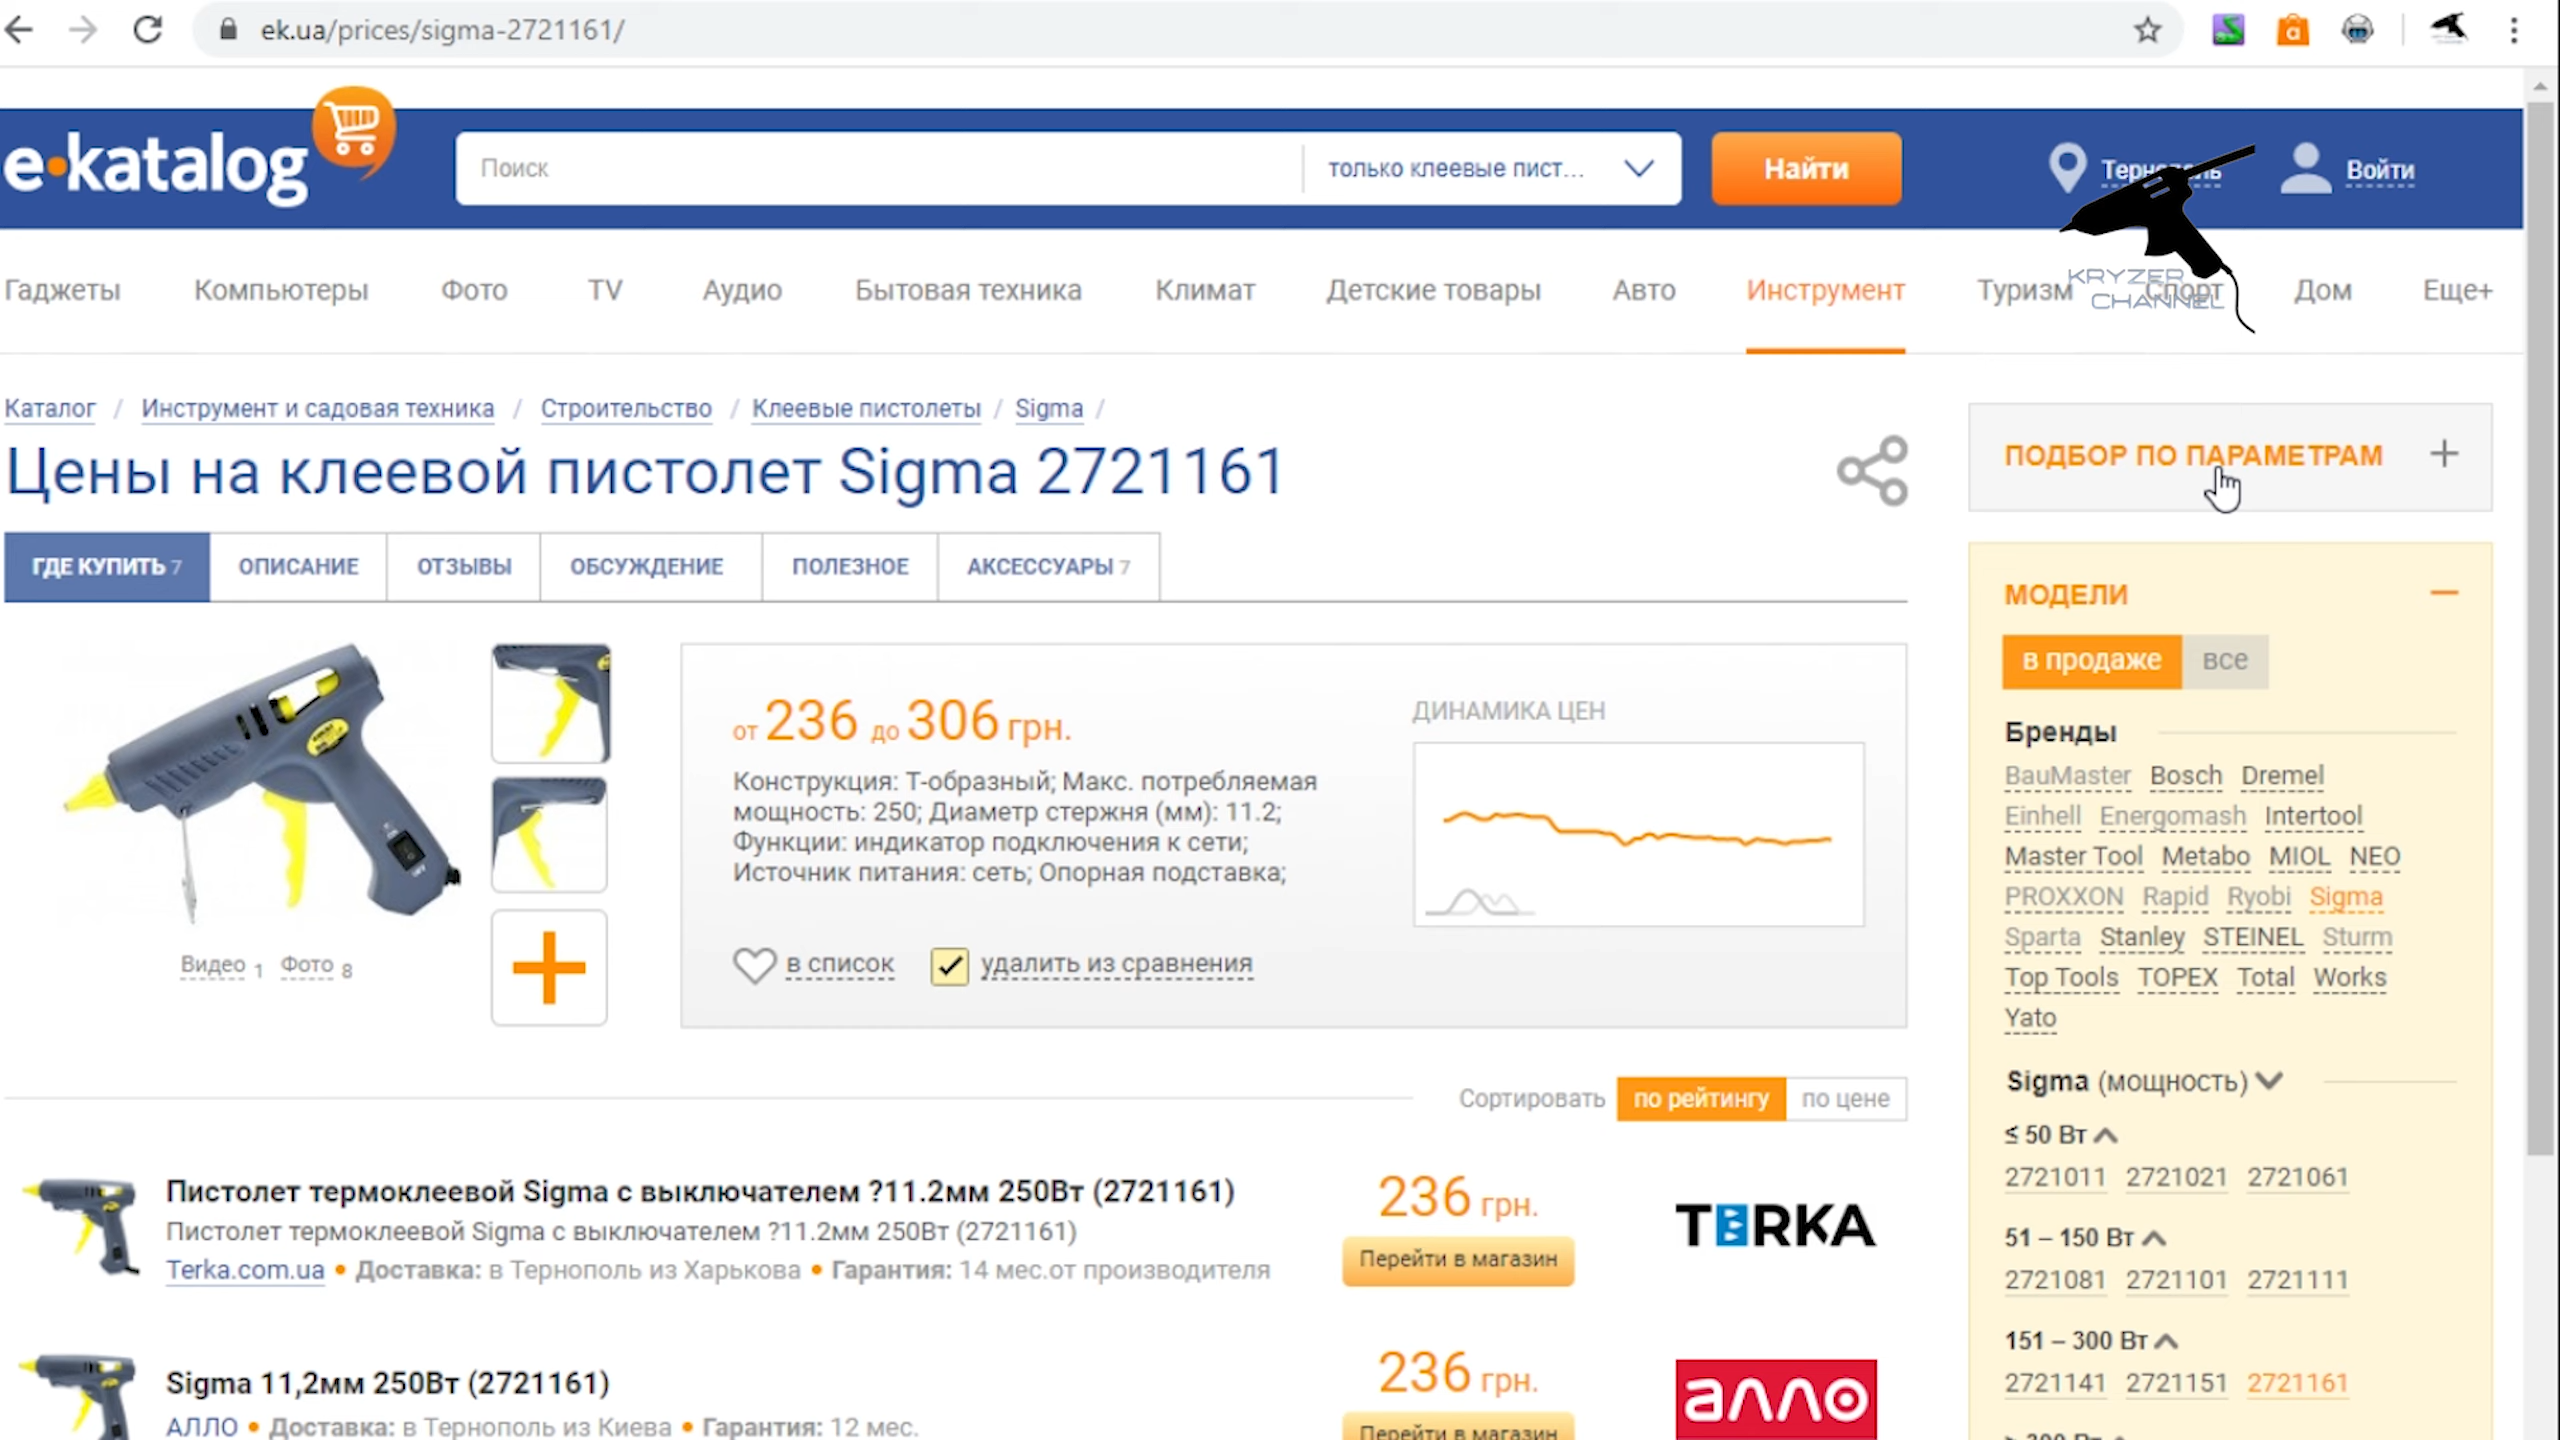 ek.ua/prices/sigma-2721161/
e·katalog
Поиск
только клеевые пист...
Найти
Войти
Гаджеты Компьютеры Фото TV Аудио Бытовая техника Климат Детские товары Авто Инструмент Туризм Спорт Дом Еще+
KRYZER
CHANNEL
Каталог / Инструмент и садовая техника / Строительство / Клеевые пистолеты / Sigma /
Цены на клеевой пистолет Sigma 2721161
ГДЕ КУПИТЬ 7 ОПИСАНИЕ ОТЗЫВЫ ОБСУЖДЕНИЕ ПОЛЕЗНОЕ АКСЕССУАРЫ 7
от 236 до 306 грн.
Конструкция: Т-образный; Макс. потребляемая
мощность: 250; Диаметр стержня (мм): 11.2;
Функции: индикатор подключения к сети;
Источник питания: сеть; Опорная подставка;
ДИНАМИКА ЦЕН
Видео 1 Фото 8
в список
удалить из сравнения
Сортировать по рейтингу по цене
Пистолет термоклеевой Sigma с выключателем ?11.2мм 250Вт (2721161)
Пистолет термоклеевой Sigma с выключателем ?11.2мм 250Вт (2721161)
Terka.com.ua • Доставка: в Тернополь из Харькова • Гарантия: 14 мес.от производителя
236 грн.
Перейти в магазин
TERKA
Sigma 11,2мм 250Вт (2721161)
АЛЛО • Доставка: в Тернополь из Киева • Гарантия: 12 мес.
236 грн.
Перейти в магазин
алло
ПОДБОР ПО ПАРАМЕТРАМ
МОДЕЛИ
в продаже все
Бренды
BauMaster Bosch Dremel
Einhell Energomash Intertool
Master Tool Metabo MIOL NEO
PROXXON Rapid Ryobi Sigma
Sparta Stanley STEINEL Sturm
Top Tools TOPEX Total Works
Yato
Sigma (мощность)
≤ 50 Вт
2721011 2721021 2721061
51 – 150 Вт
2721081 2721101 2721111
151 – 300 Вт
2721141 2721151 2721161